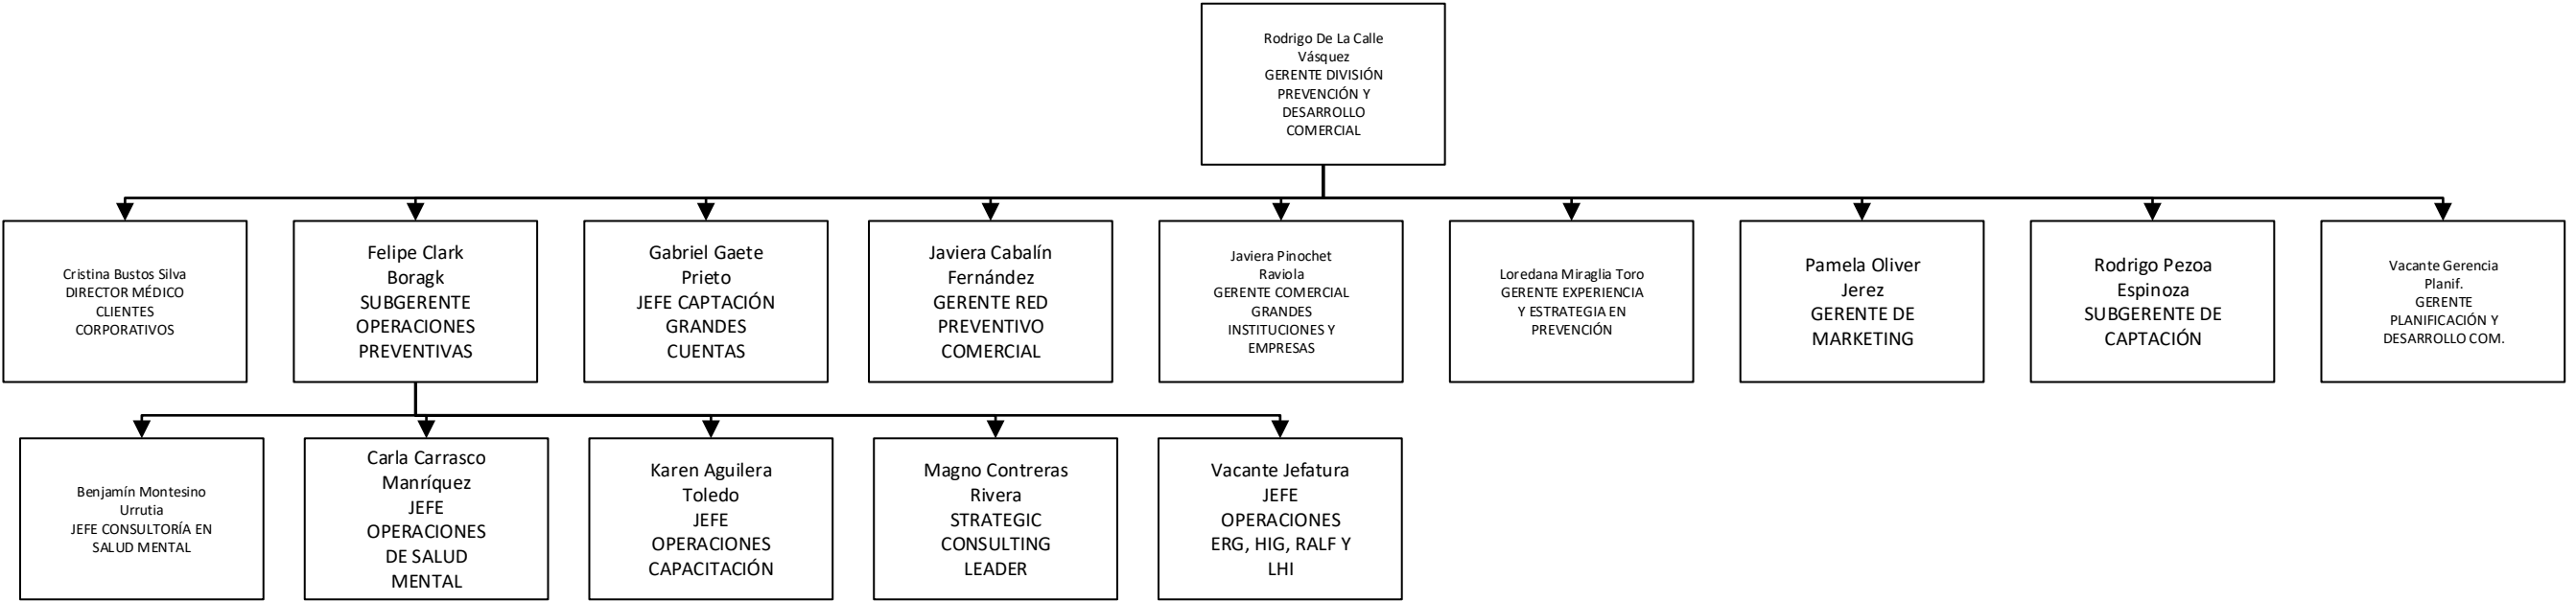 Rodrigo De La Calle
Vásquez
GERENTE DIVISIÓN
PREVENCIÓN Y
DESARROLLO
COMERCIAL
Cristina Bustos Silva
DIRECTOR MÉDICO
CLIENTES
CORPORATIVOS
Felipe Clark
Boragk
SUBGERENTE
OPERACIONES
PREVENTIVAS
Gabriel Gaete
Prieto
JEFE CAPTACIÓN
GRANDES
CUENTAS
Javiera Cabalín
Fernández
GERENTE RED
PREVENTIVO
COMERCIAL
Javiera Pinochet
Raviola
GERENTE COMERCIAL
GRANDES
INSTITUCIONES Y
EMPRESAS
Loredana Miraglia Toro
GERENTE EXPERIENCIA
Y ESTRATEGIA EN
PREVENCIÓN
Pamela Oliver
Jerez
GERENTE DE
MARKETING
Rodrigo Pezoa
Espinoza
SUBGERENTE DE
CAPTACIÓN
Vacante Gerencia
Planif.
GERENTE
PLANIFICACIÓN Y
DESARROLLO COM.
Benjamín Montesino
Urrutia
JEFE CONSULTORÍA EN
SALUD MENTAL
Carla Carrasco
Manríquez
JEFE
OPERACIONES
DE SALUD
MENTAL
Karen Aguilera
Toledo
JEFE
OPERACIONES
CAPACITACIÓN
Magno Contreras
Rivera
STRATEGIC
CONSULTING
LEADER
Vacante Jefatura
JEFE
OPERACIONES
ERG, HIG, RALF Y
LHI